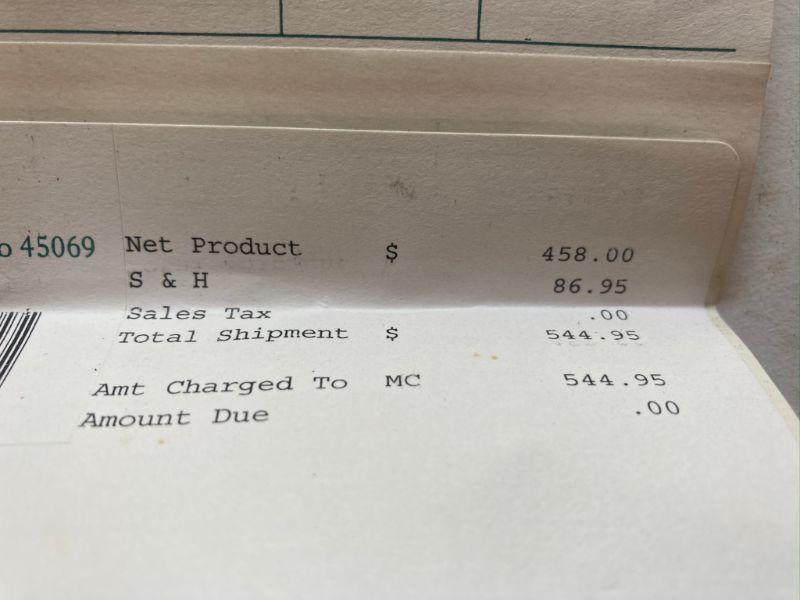 o 45069
Net Product $ 458.00
S & H 86.95
Sales Tax .00
Total Shipment $ 544.95
Amt Charged To MC 544.95
Amount Due .00